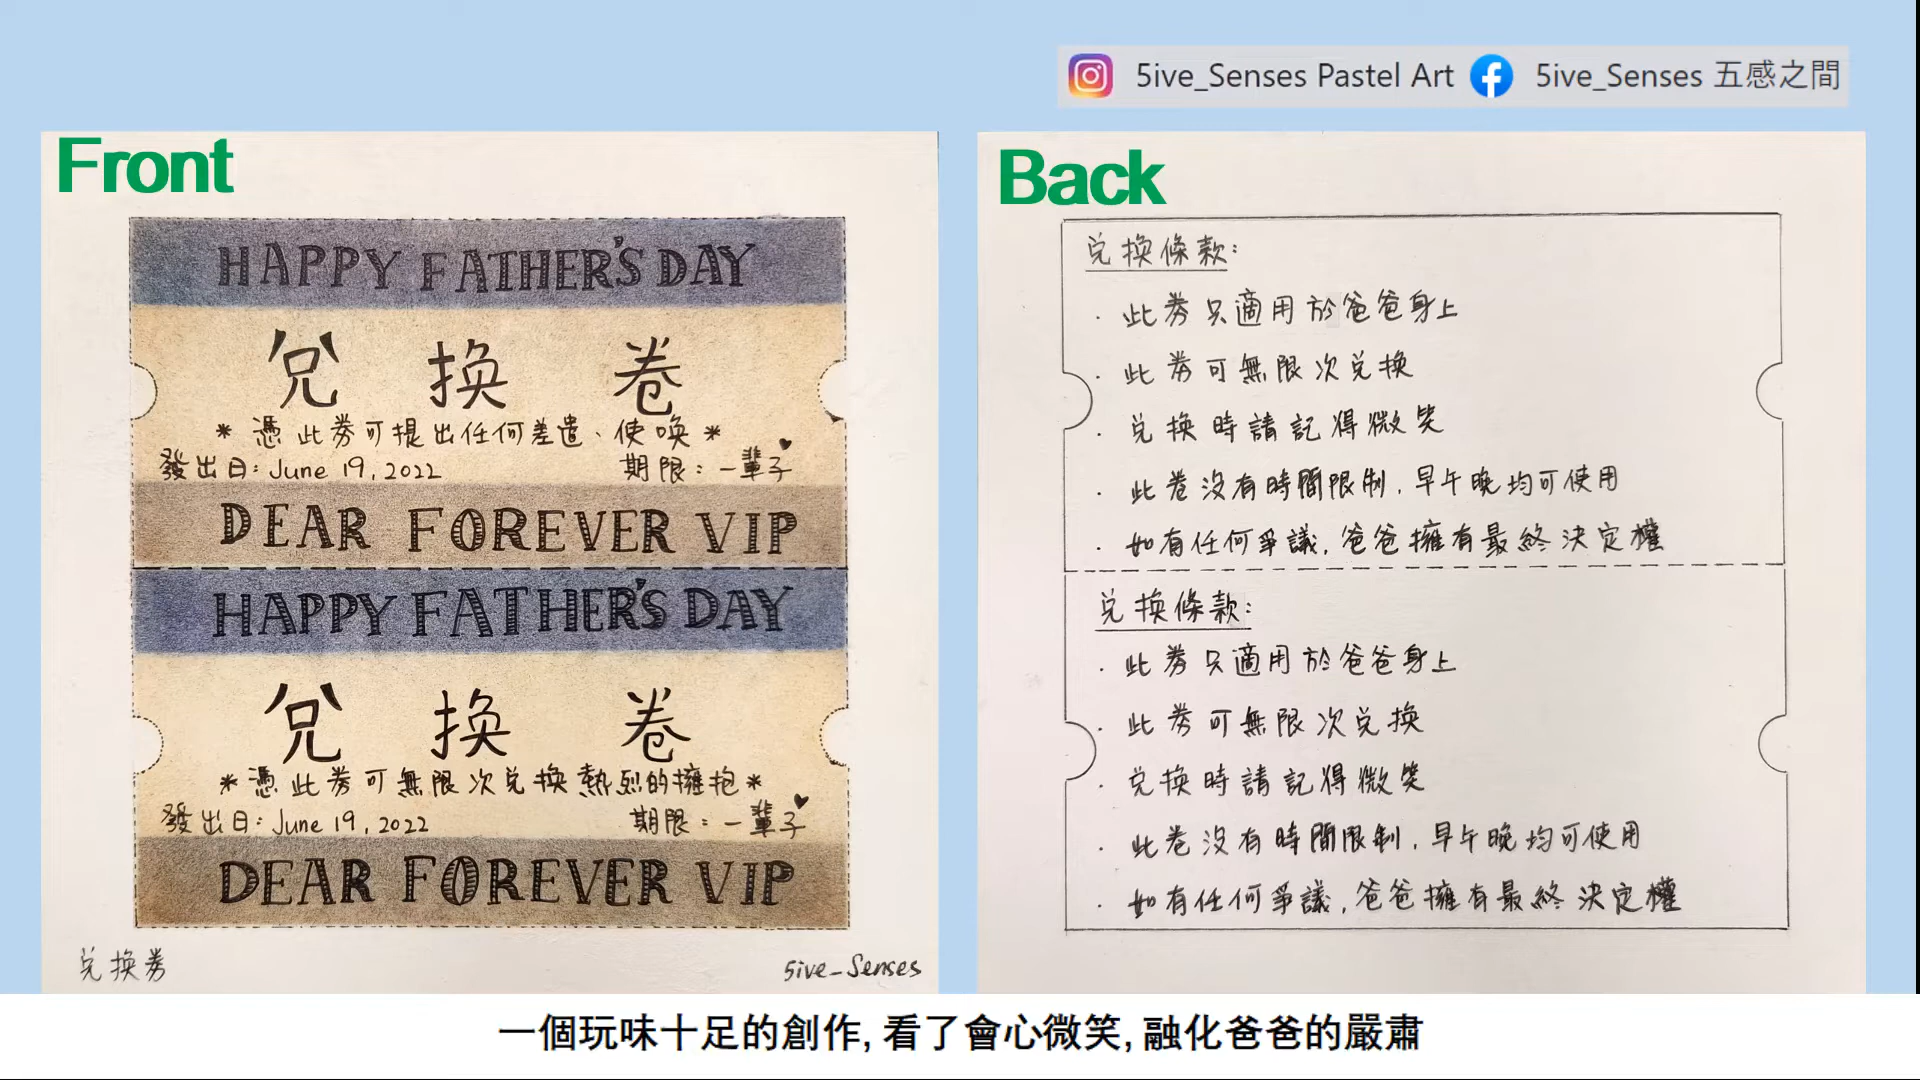 5ive_Senses Pastel Art 5ive_Senses 五感之間
Front
HAPPY FATHER'S DAY
兌換卷
*憑此券可提出任何差遣、使喚*
發出日: June 19, 2022 期限: 一輩子
DEAR FOREVER VIP
HAPPY FATHER'S DAY
兌換卷
*憑此券可無限次兌換熱烈的擁抱*
發出日: June 19, 2022 期限: 一輩子
DEAR FOREVER VIP
兌換券
5ive_Senses
Back
兌換條款:
· 此券只適用於爸爸身上
· 此券可無限次兌換
· 兌換時請記得微笑
· 此卷沒有時間限制, 早午晚均可使用
· 如有任何爭議, 爸爸擁有最終決定權
兌換條款:
· 此券只適用於爸爸身上
· 此券可無限次兌換
· 兌換時請記得微笑
· 此卷沒有時間限制, 早午晚均可使用
· 如有任何爭議, 爸爸擁有最終決定權
一個玩味十足的創作, 看了會心微笑, 融化爸爸的嚴肅